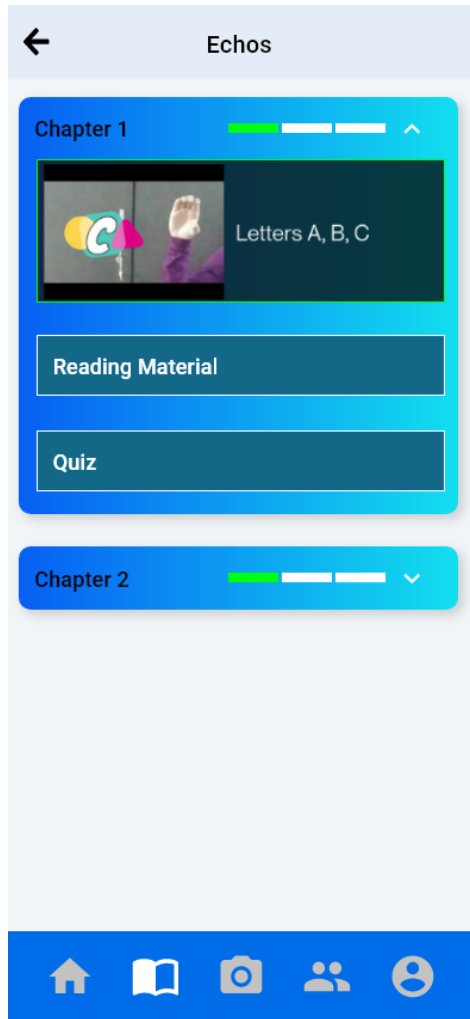 Echos
Chapter 1
C
Letters A, B, C
Reading Material
Quiz
Chapter 2